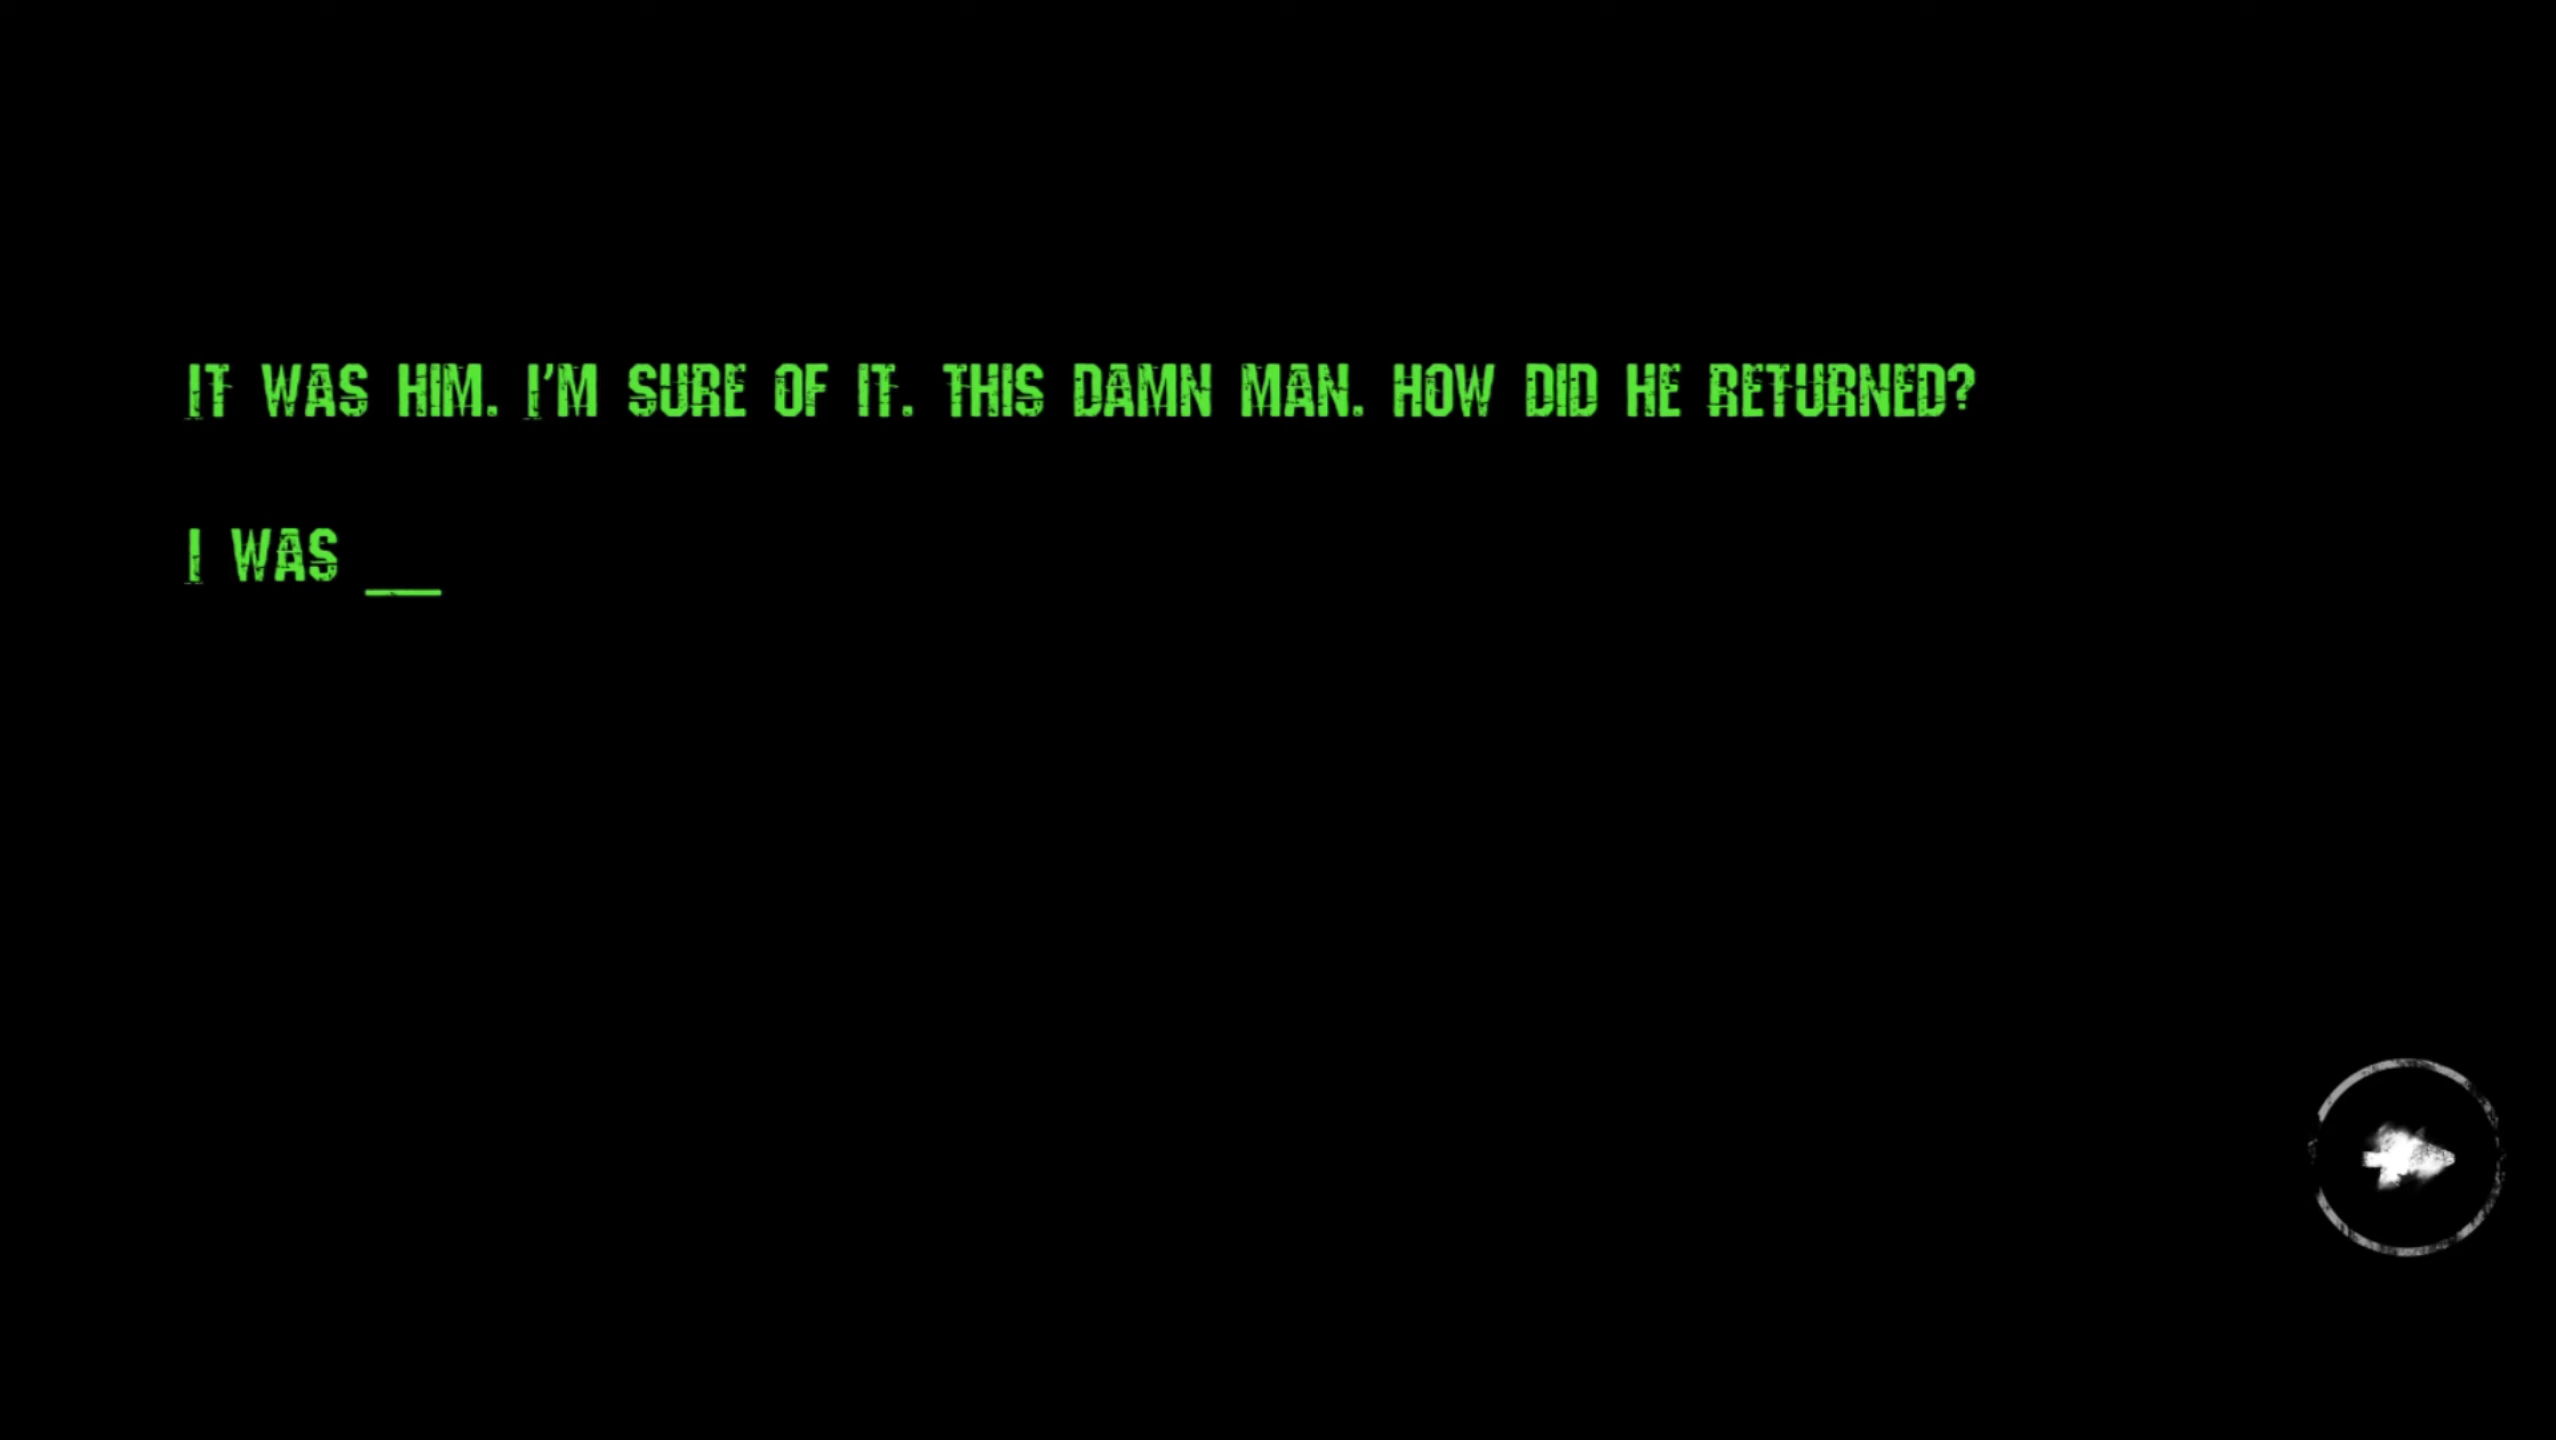 IT WAS HIM. I'M SURE OF IT. THIS DAMN MAN. HOW DID HE RETURNED?
I WAS __